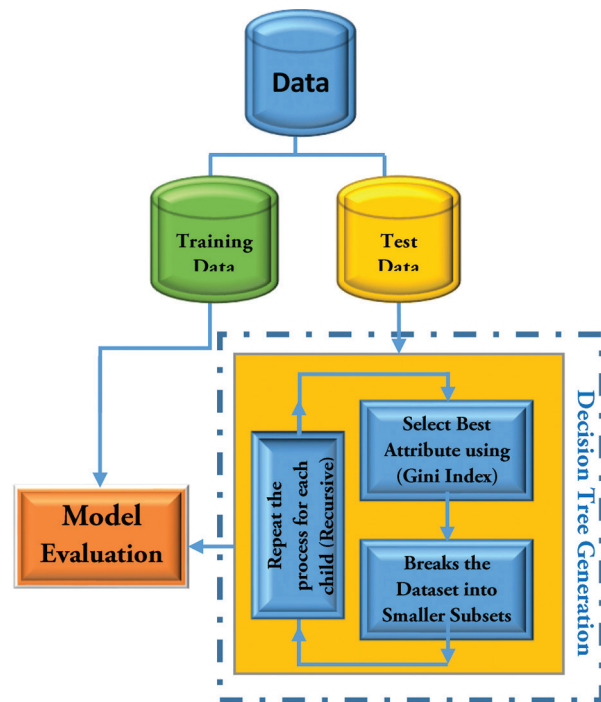 Data
Training
Data
Test
Data
Select Best
Attribute using
(Gini Index)
Repeat the
process for each
child (Recursive)
Breaks the
Dataset into
Smaller Subsets
Decision Tree Generation
Model
Evaluation